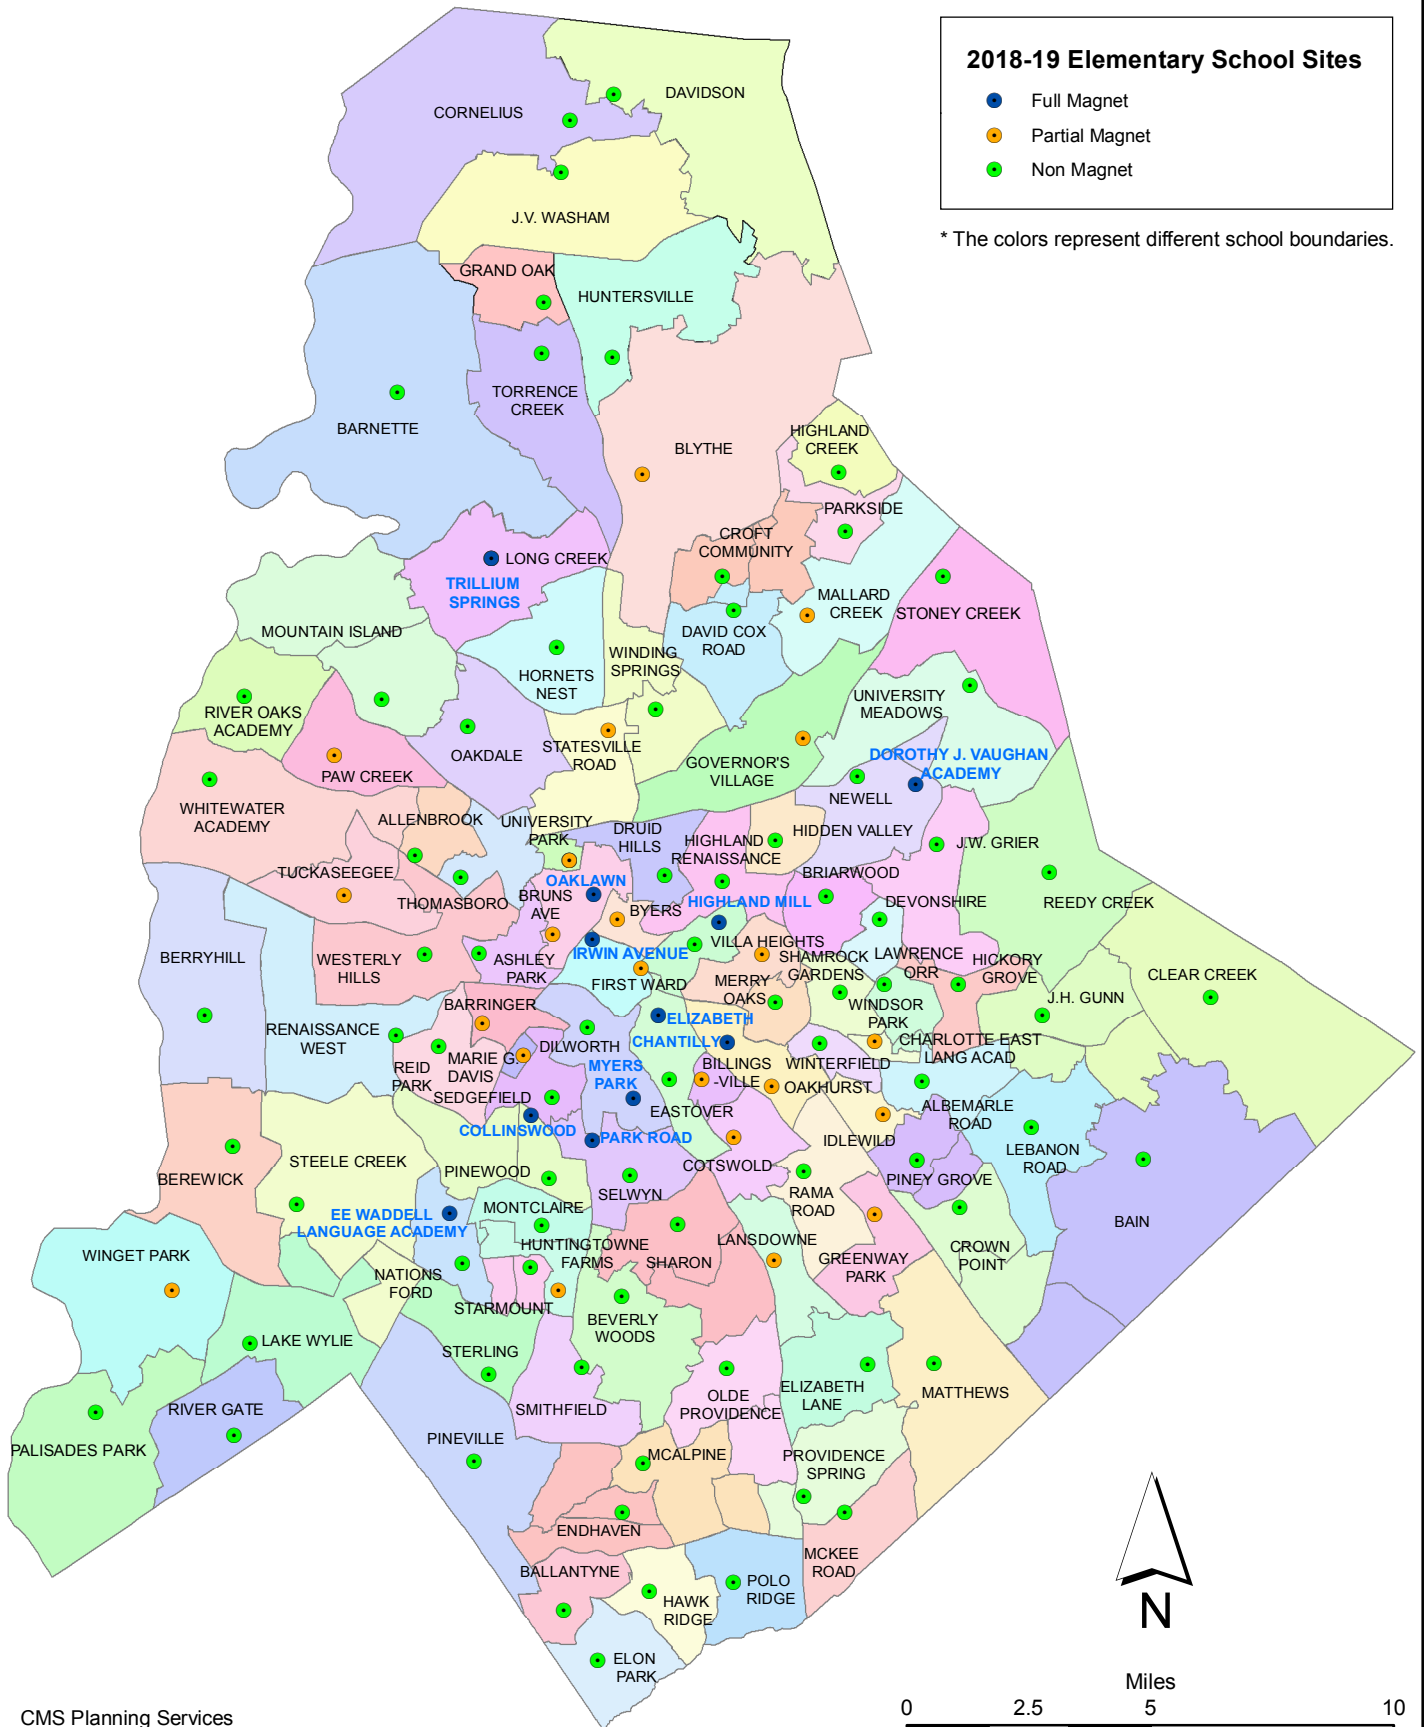 2018-19 Elementary School Sites
Full Magnet
Partial Magnet
Non Magnet
* The colors represent different school boundaries.
DAVIDSON
CORNELIUS
J.V. WASHAM
GRAND OAK
HUNTERSVILLE
TORRENCE
CREEK
BARNETTE
BLYTHE
HIGHLAND
CREEK
PARKSIDE
CROFT
COMMUNITY
LONG CREEK
TRILLIUM
SPRINGS
MALLARD
CREEK
STONEY CREEK
MOUNTAIN ISLAND
DAVID COX
ROAD
WINDING
SPRINGS
HORNETS
NEST
UNIVERSITY
MEADOWS
RIVER OAKS
ACADEMY
OAKDALE
STATESVILLE
ROAD
GOVERNOR'S
VILLAGE
DOROTHY J. VAUGHAN
ACADEMY
PAW CREEK
NEWELL
WHITEWATER
ACADEMY
ALLENBROOK
UNIVERSITY
PARK
DRUID
HILLS
HIGHLAND
RENAISSANCE
HIDDEN VALLEY
J.W. GRIER
TUCKASEEGEE
OAKLAWN
BRIARWOOD
THOMASBORO
BRUNS
AVE
BYERS
HIGHLAND MILL
DEVONSHIRE
REEDY CREEK
BERRYHILL
WESTERLY
HILLS
ASHLEY
PARK
IRWIN AVENUE
VILLA HEIGHTS
SHAMROCK
GARDENS
LAWRENCE
ORR
HICKORY
GROVE
CLEAR CREEK
FIRST WARD
MERRY
OAKS
J.H. GUNN
BARRINGER
WINDSOR
PARK
ELIZABETH
RENAISSANCE
WEST
DILWORTH
CHANTILLY
CHARLOTTE EAST
LANG ACAD
REID
PARK
MARIE G.
DAVIS
MYERS
PARK
BILLINGS
-VILLE
WINTERFIELD
OAKHURST
SEDGEFIELD
EASTOVER
ALBEMARLE
ROAD
COLLINSWOOD
PARK ROAD
IDLEWILD
LEBANON
ROAD
STEELE CREEK
PINEWOOD
COTSWOLD
BEREWICK
SELWYN
RAMA
ROAD
PINEY GROVE
EE WADDELL
LANGUAGE ACADEMY
MONTCLAIRE
BAIN
WINGET PARK
HUNTINGTOWNE
FARMS
SHARON
LANSDOWNE
GREENWAY
PARK
CROWN
POINT
NATIONS
FORD
STARMOUNT
BEVERLY
WOODS
LAKE WYLIE
STERLING
ELIZABETH
LANE
MATTHEWS
RIVER GATE
SMITHFIELD
OLDE
PROVIDENCE
PALISADES PARK
PINEVILLE
MCALPINE
PROVIDENCE
SPRING
ENDHAVEN
BALLANTYNE
MCKEE
ROAD
HAWK
RIDGE
POLO
RIDGE
ELON
PARK
N
Miles
0 2.5 5 10
CMS Planning Services